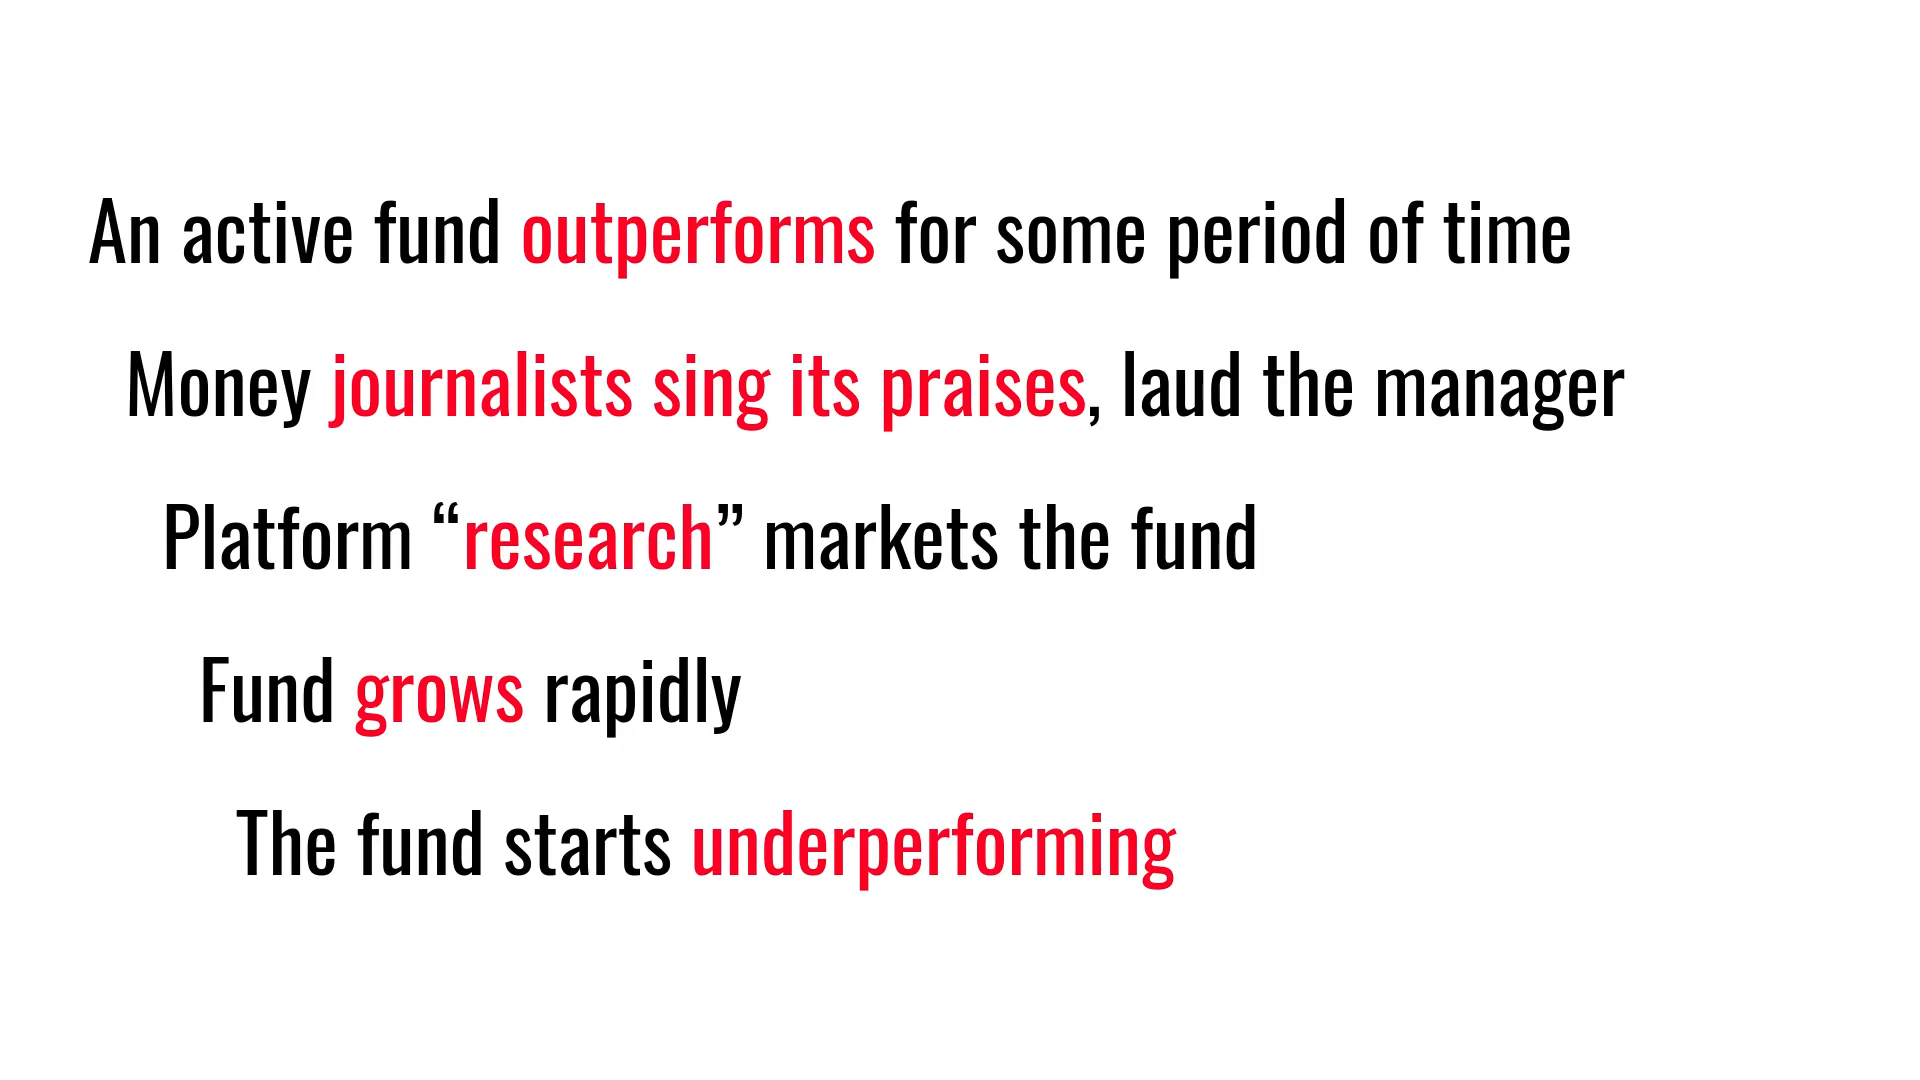 An active fund outperforms for some period of time
Money journalists sing its praises, laud the manager
Platform “research” markets the fund
Fund grows rapidly
The fund starts underperforming